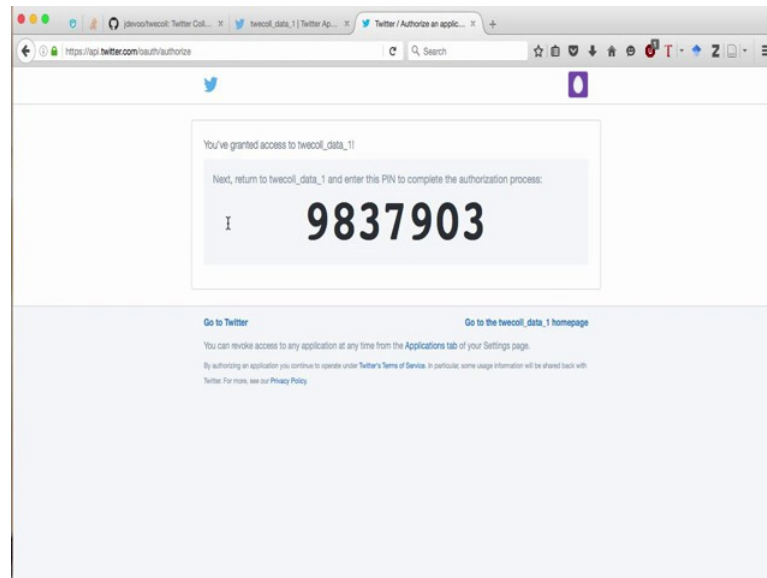 jdevoo/twecoll: Twitter Coll...
twecoll_data_1 | Twitter Ap...
Twitter / Authorize an applic...
https://api.twitter.com/oauth/authorize
Search
You've granted access to twecoll_data_1!
Next, return to twecoll_data_1 and enter this PIN to complete the authorization process:
9837903
Go to Twitter
Go to the twecoll_data_1 homepage
You can revoke access to any application at any time from the Applications tab of your Settings page.
By authorizing an application you continue to operate under Twitter's Terms of Service. In particular, some usage information will be shared back with
Twitter. For more, see our Privacy Policy.